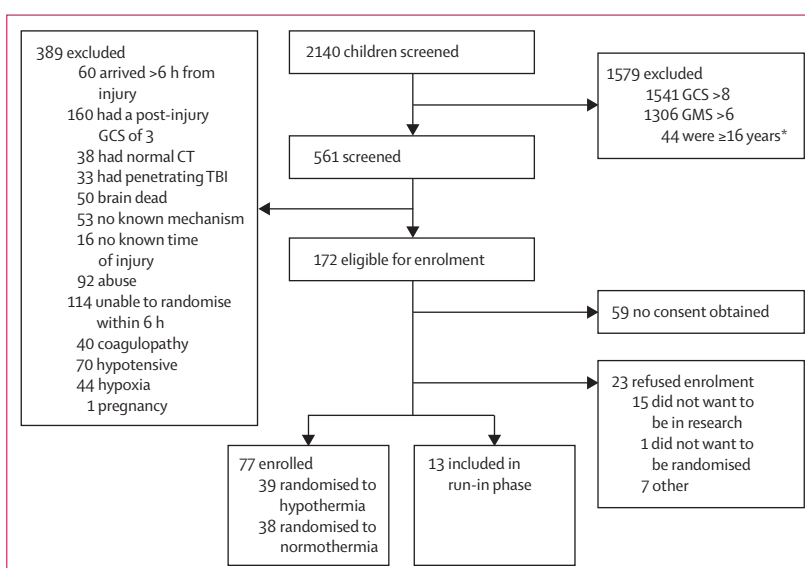 389 excluded
60 arrived >6 h from
injury
160 had a post-injury
GCS of 3
38 had normal CT
33 had penetrating TBI
50 brain dead
53 no known mechanism
16 no known time
of injury
92 abuse
114 unable to randomise
within 6 h
40 coagulopathy
70 hypotensive
44 hypoxia
1 pregnancy
2140 children screened
1579 excluded
1541 GCS >8
1306 GMS >6
44 were ≥16 years*
561 screened
172 eligible for enrolment
59 no consent obtained
23 refused enrolment
15 did not want to
be in research
1 did not want to
be randomised
7 other
77 enrolled
39 randomised to
hypothermia
38 randomised to
normothermia
13 included in
run-in phase